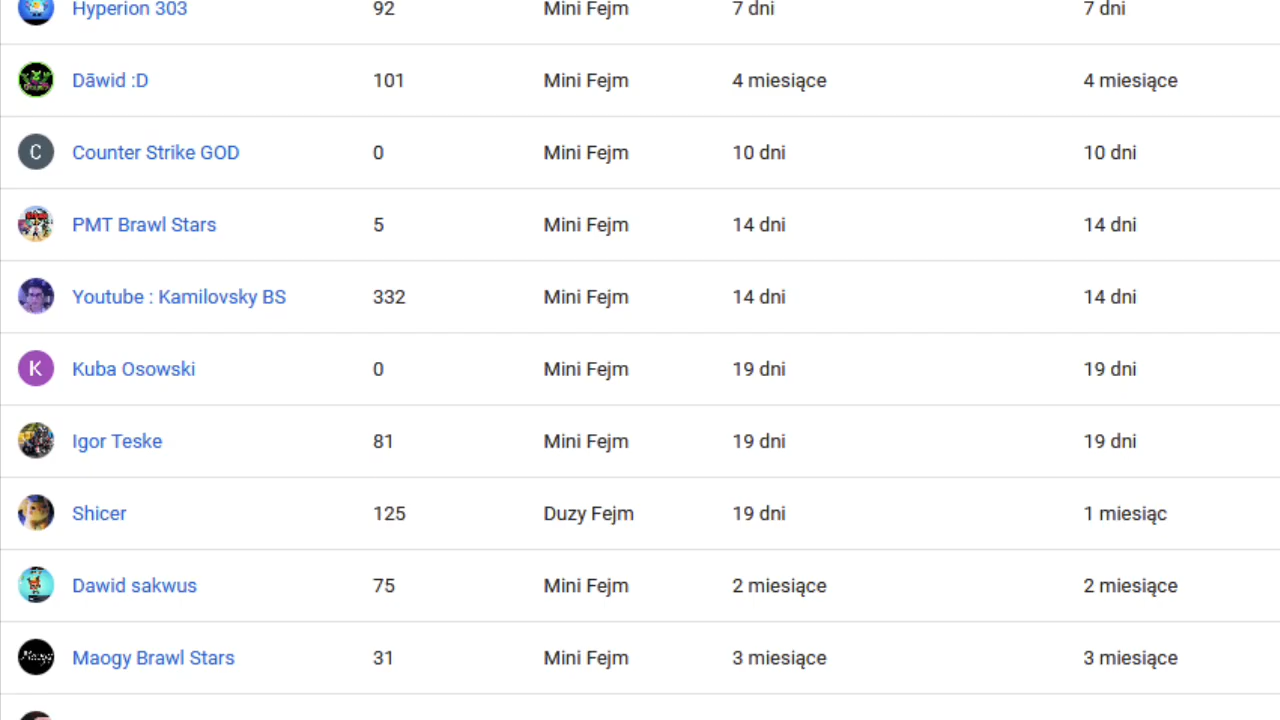 Hyperion 303 92 Mini Fejm 7 dni 7 dni
Dāwid :D 101 Mini Fejm 4 miesiące 4 miesiące
C Counter Strike GOD 0 Mini Fejm 10 dni 10 dni
PMT Brawl Stars 5 Mini Fejm 14 dni 14 dni
Youtube : Kamilovsky BS 332 Mini Fejm 14 dni 14 dni
K Kuba Osowski 0 Mini Fejm 19 dni 19 dni
Igor Teske 81 Mini Fejm 19 dni 19 dni
Shicer 125 Duzy Fejm 19 dni 1 miesiąc
Dawid sakwus 75 Mini Fejm 2 miesiące 2 miesiące
Maogy Brawl Stars 31 Mini Fejm 3 miesiące 3 miesiące